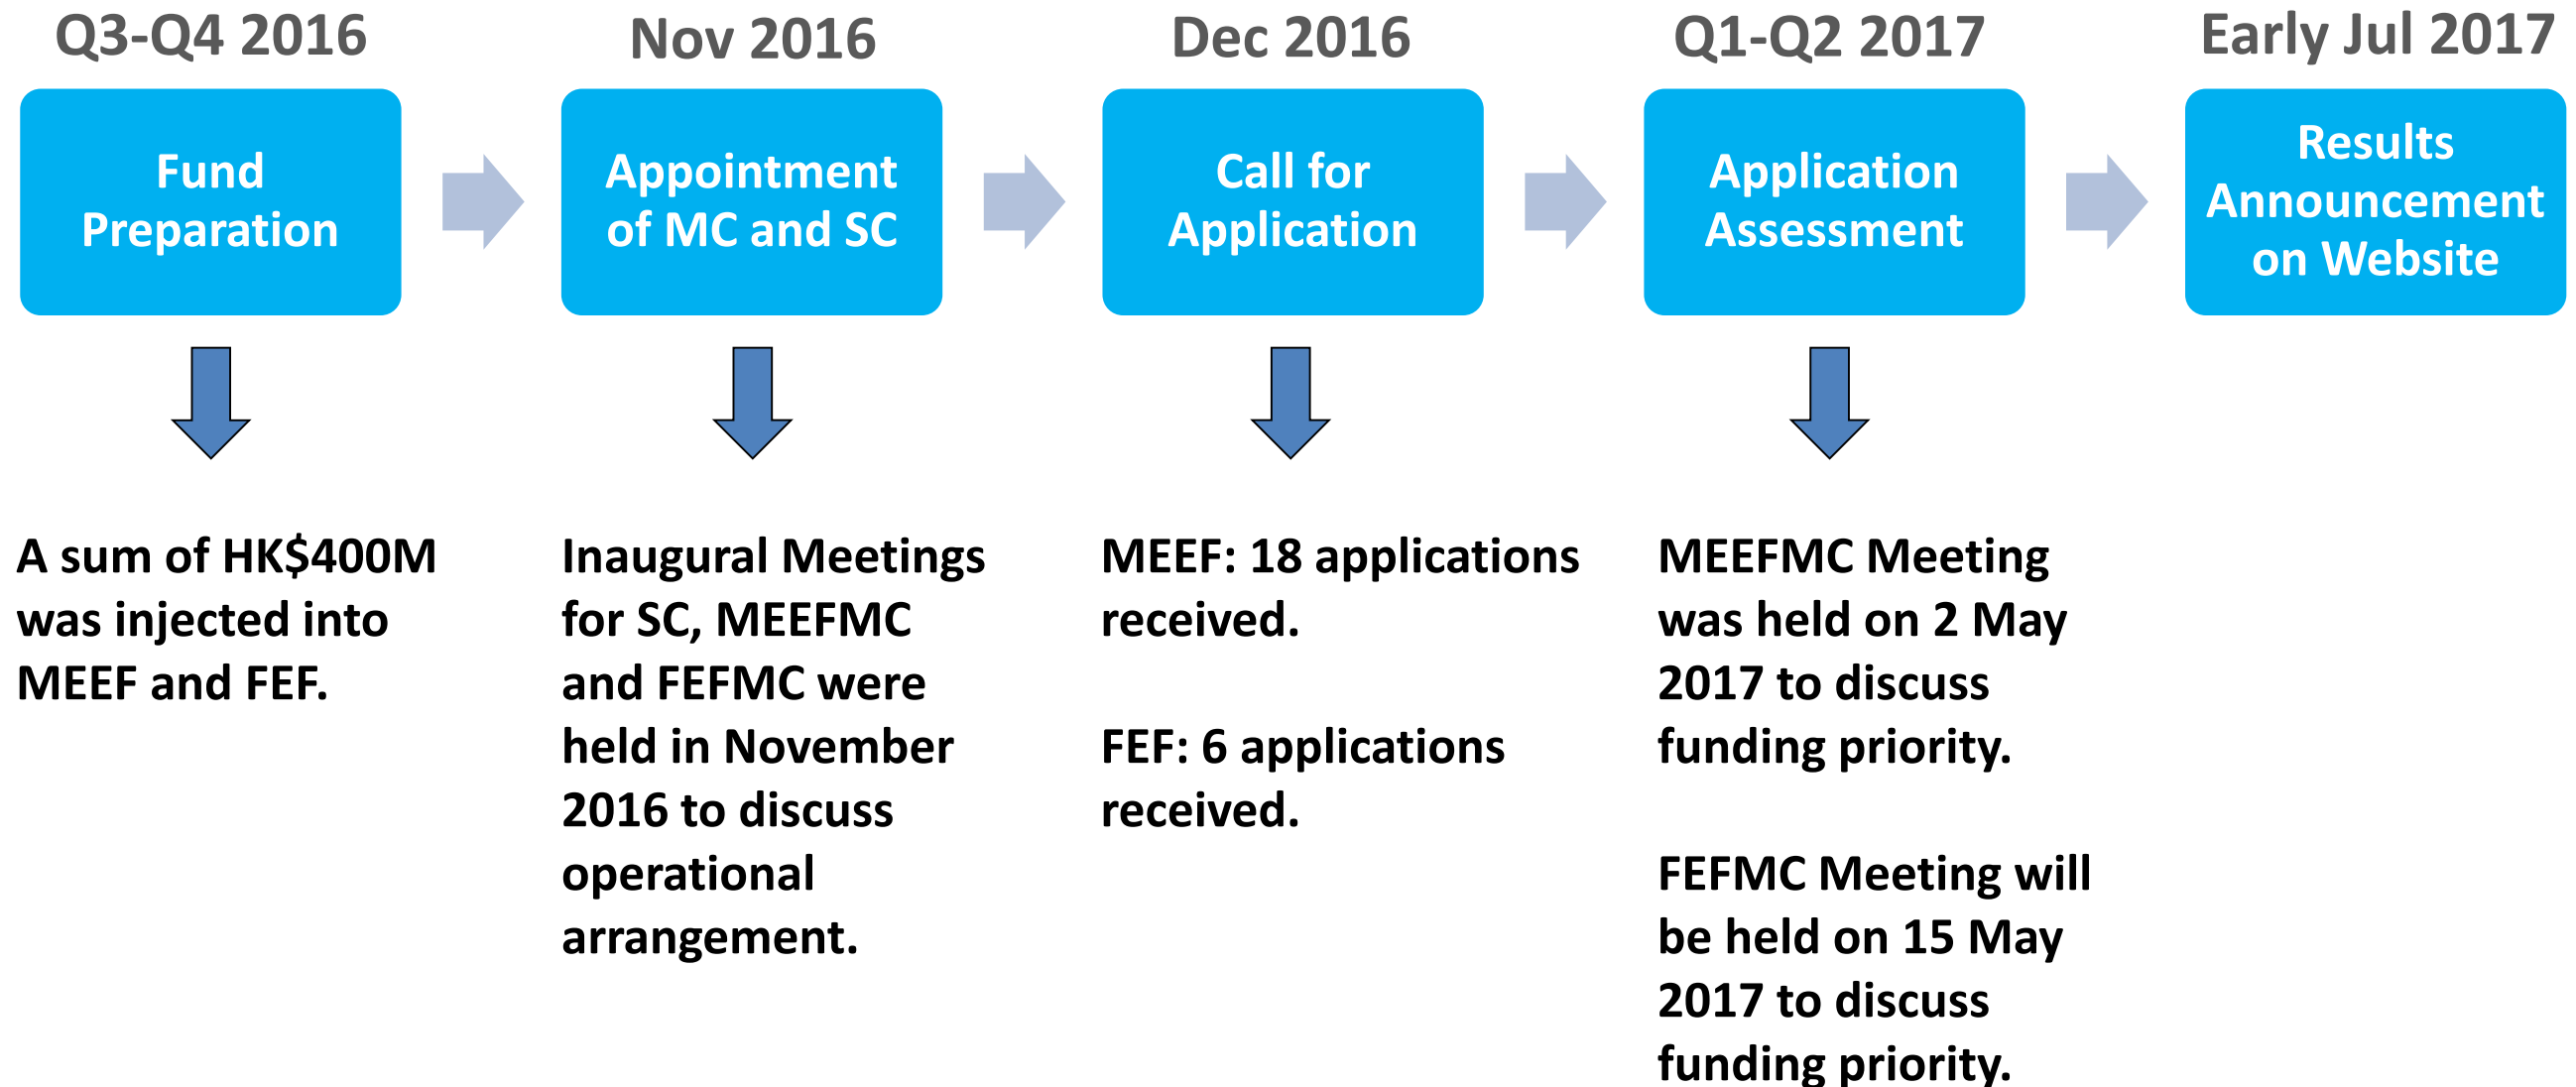 Q3-Q4 2016
Fund
Preparation
A sum of HK$400M
was injected into
MEEF and FEF.
Nov 2016
Appointment
of MC and SC
Inaugural Meetings
for SC, MEEFMC
and FEFMC were
held in November
2016 to discuss
operational
arrangement.
Dec 2016
Call for
Application
MEEF: 18 applications
received.
FEF: 6 applications
received.
Q1-Q2 2017
Application
Assessment
MEEFMC Meeting
was held on 2 May
2017 to discuss
funding priority.
FEFMC Meeting will
be held on 15 May
2017 to discuss
funding priority.
Early Jul 2017
Results
Announcement
on Website